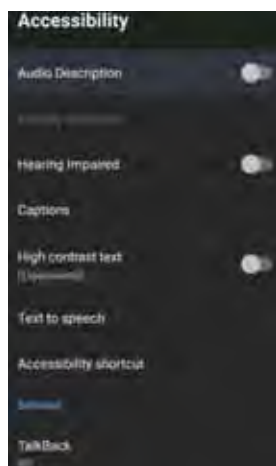 Accessibility
Audio Description
Hearing Impaired
Captions
High contrast text
Text to speech
Accessibility shortcut
TalkBack